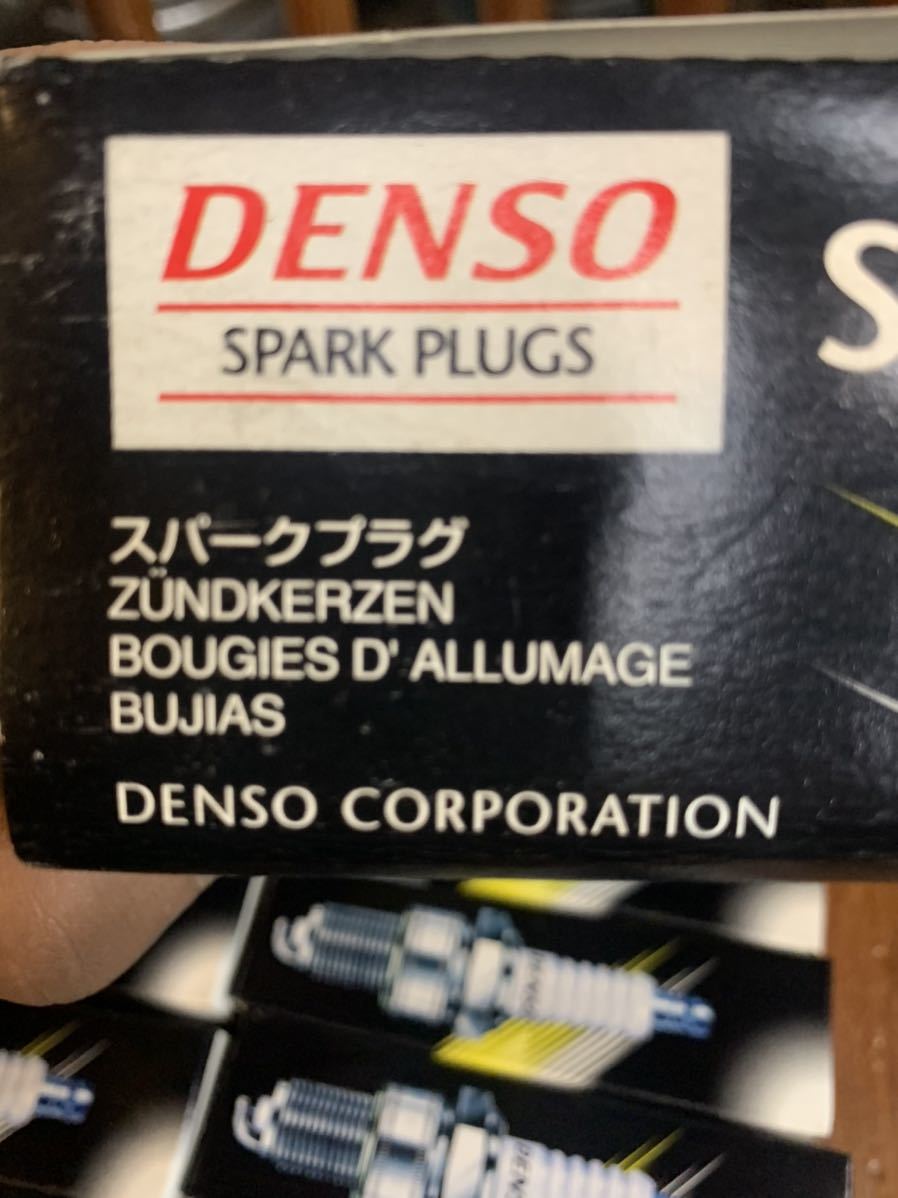 DENSO
SPARK PLUGS
S
スパークプラグ
ZÜNDKERZEN
BOUGIES D' ALLUMAGE
BUJIAS
DENSO CORPORATION